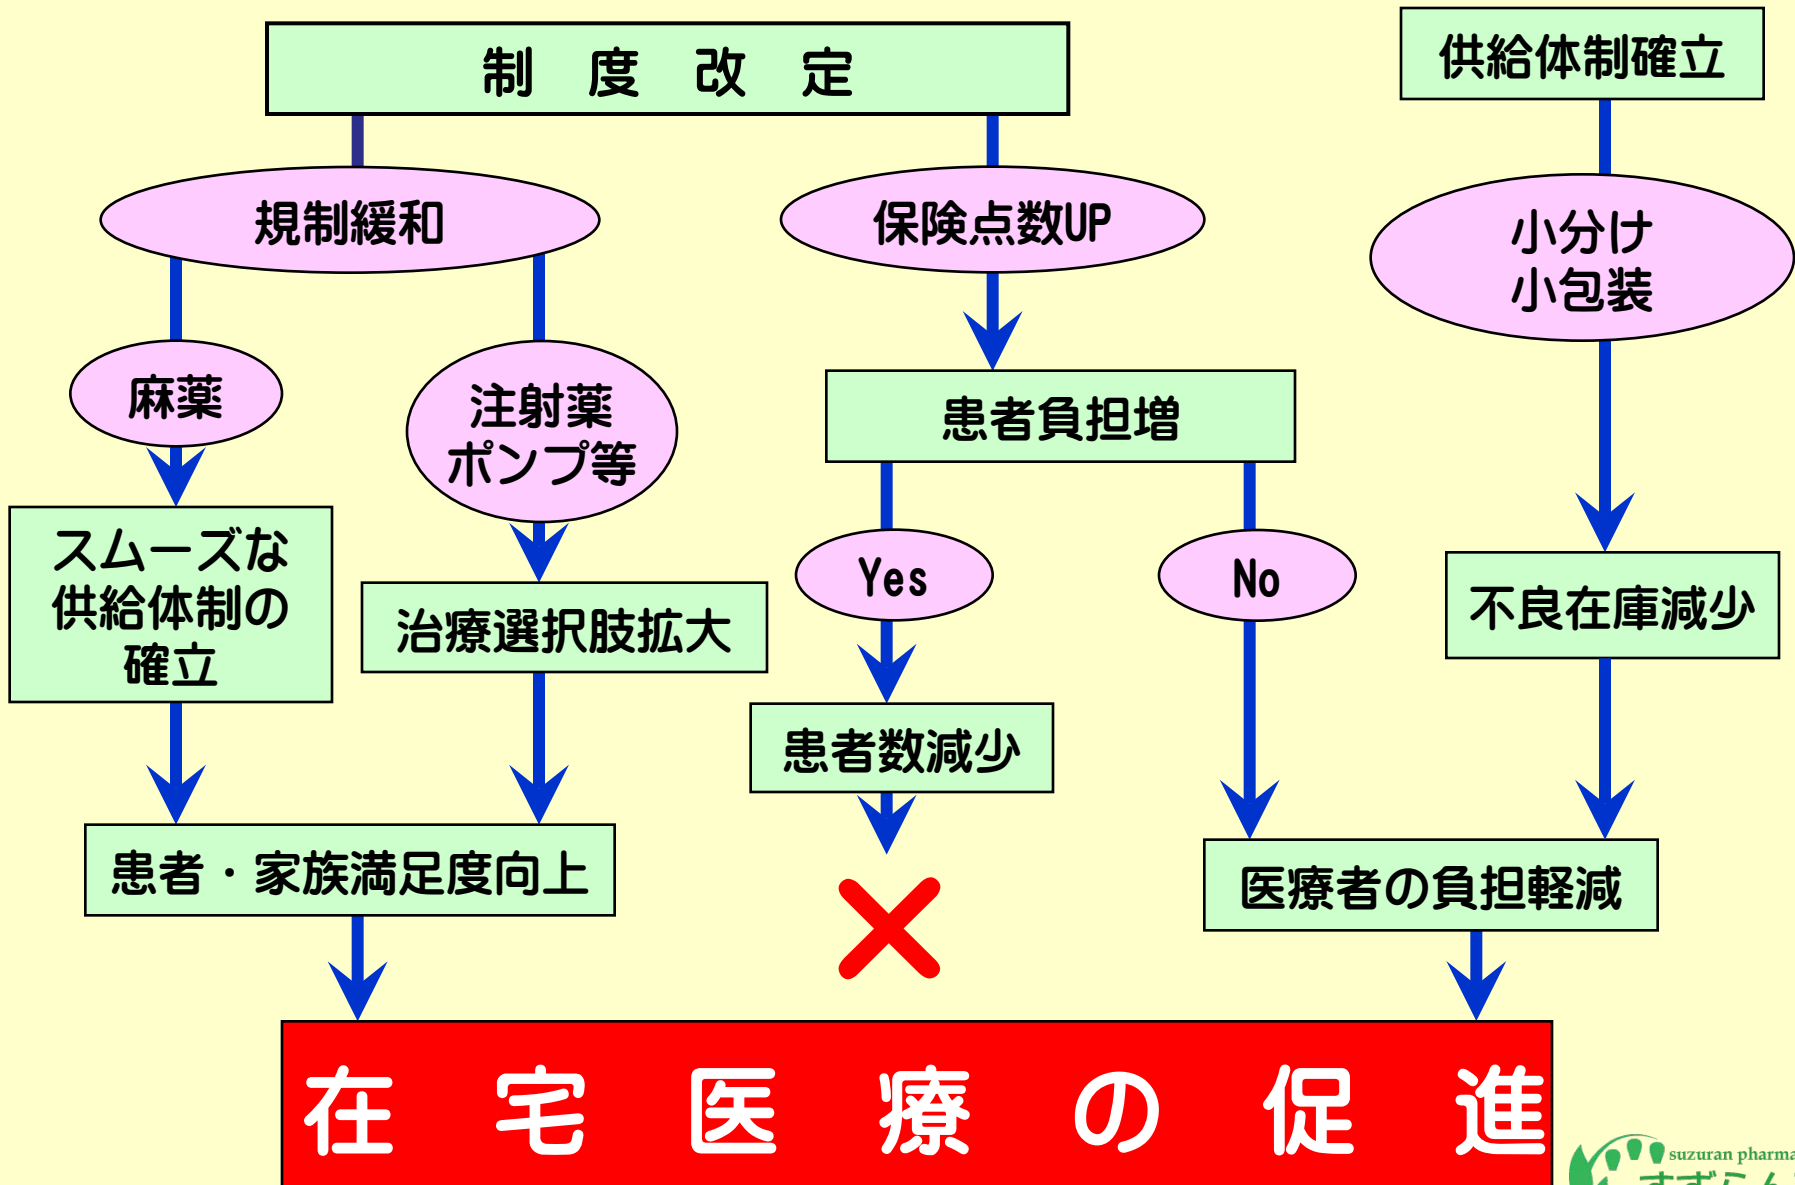 制度改定
供給体制確立
規制緩和
保険点数UP
小分け
小包装
麻薬
注射薬
ポンプ等
患者負担増
スムーズな
供給体制の
確立
治療選択肢拡大
Yes
No
不良在庫減少
患者数減少
患者・家族満足度向上
医療者の負担軽減
在宅医療の促進
suzuran